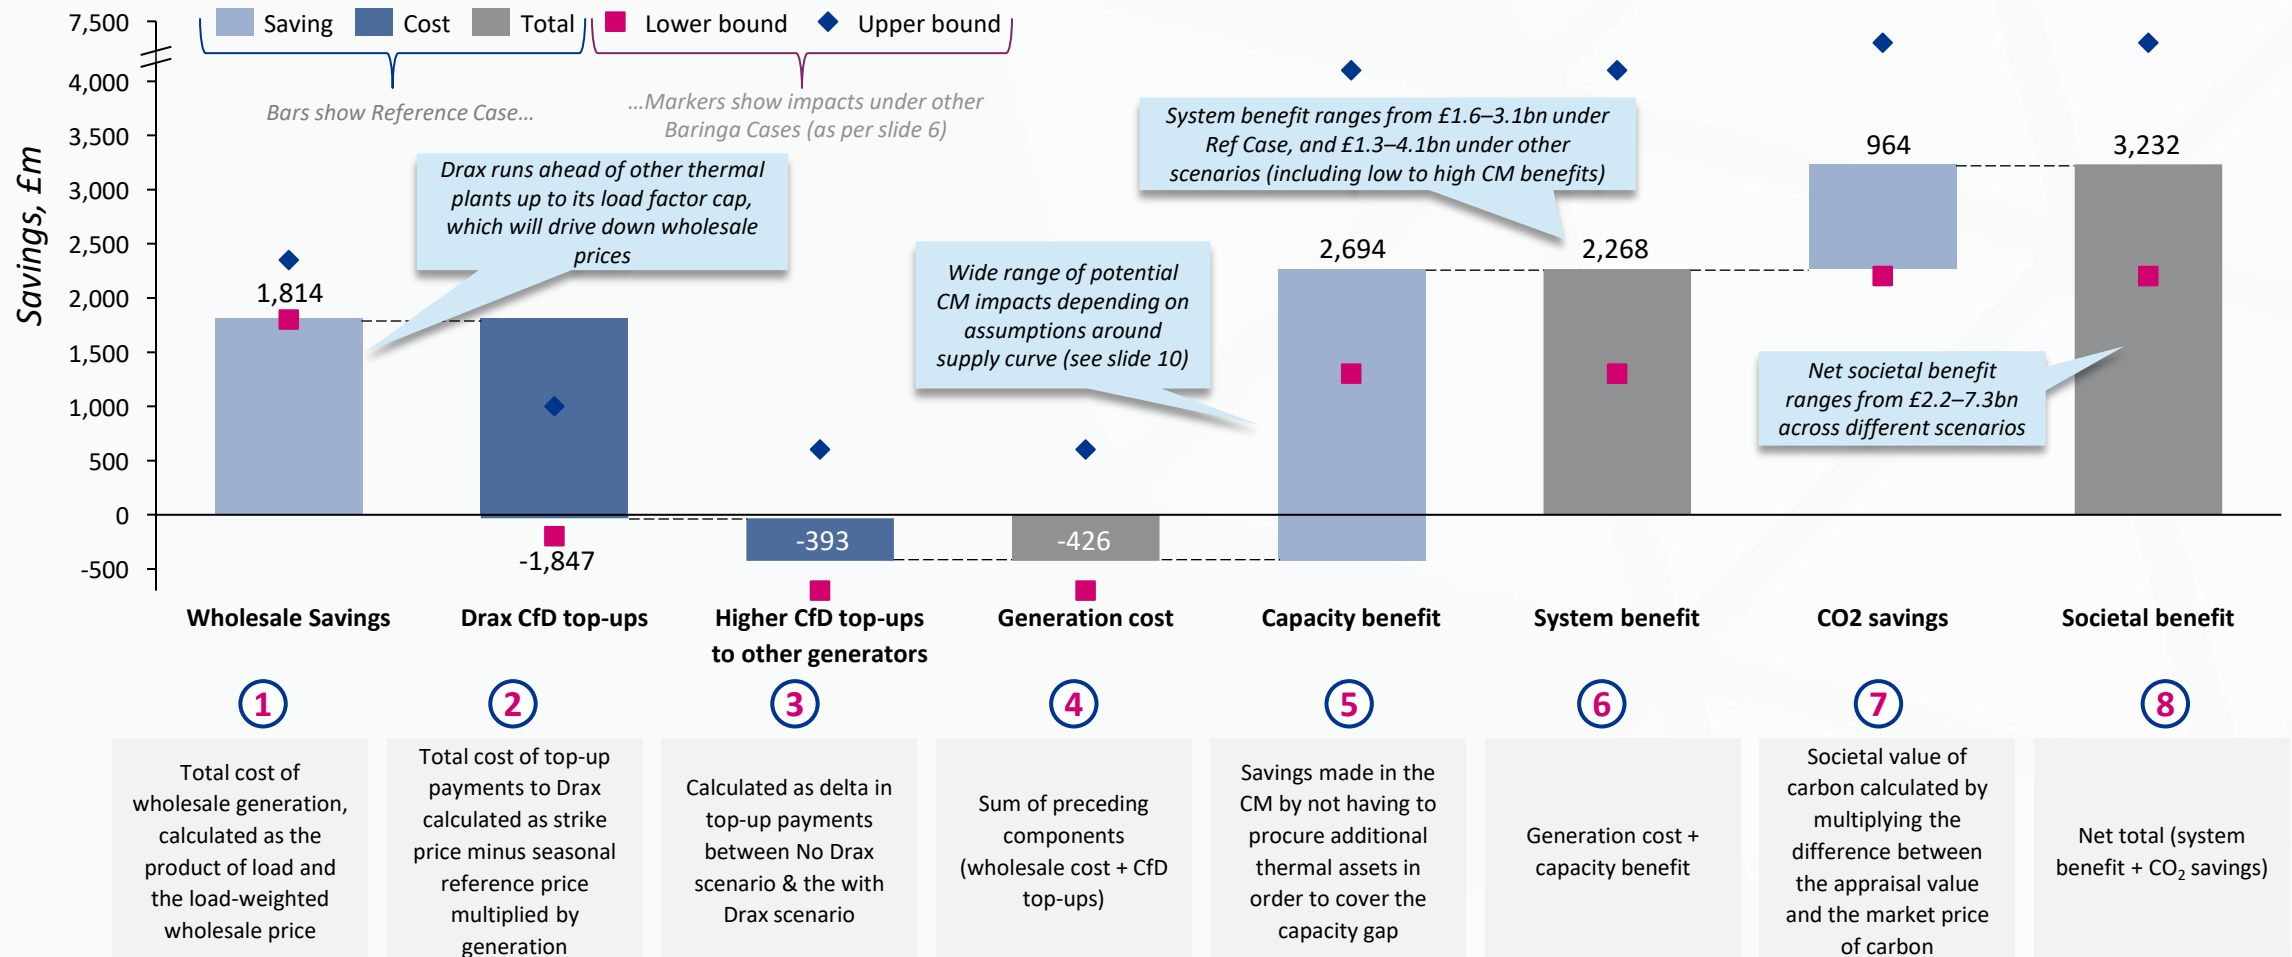 7,500
4,000
3,500
3,000
2,500
2,000
1,500
1,000
500
0
-500
Savings, £m
Saving
Cost
Total
Lower bound
Upper bound
Bars show Reference Case…
…Markers show impacts under other
Baringa Cases (as per slide 6)
Drax runs ahead of other thermal
plants up to its load factor cap,
which will drive down wholesale
prices
System benefit ranges from £1.6–3.1bn under
Ref Case, and £1.3–4.1bn under other
scenarios (including low to high CM benefits)
Wide range of potential
CM impacts depending on
assumptions around
supply curve (see slide 10)
Net societal benefit
ranges from £2.2–7.3bn
across different scenarios
1,814
-1,847
-393
-426
2,694
2,268
964
3,232
Wholesale Savings
Drax CfD top-ups
Higher CfD top-ups
to other generators
Generation cost
Capacity benefit
System benefit
CO2 savings
Societal benefit
1
2
3
4
5
6
7
8
Total cost of
wholesale generation,
calculated as the
product of load and
the load-weighted
wholesale price
Total cost of top-up
payments to Drax
calculated as strike
price minus seasonal
reference price
multiplied by
generation
Calculated as delta in
top-up payments
between No Drax
scenario & the with
Drax scenario
Sum of preceding
components
(wholesale cost + CfD
top-ups)
Savings made in the
CM by not having to
procure additional
thermal assets in
order to cover the
capacity gap
Generation cost +
capacity benefit
Societal value of
carbon calculated by
multiplying the
difference between
the appraisal value
and the market price
of carbon
Net total (system
benefit + CO₂ savings)